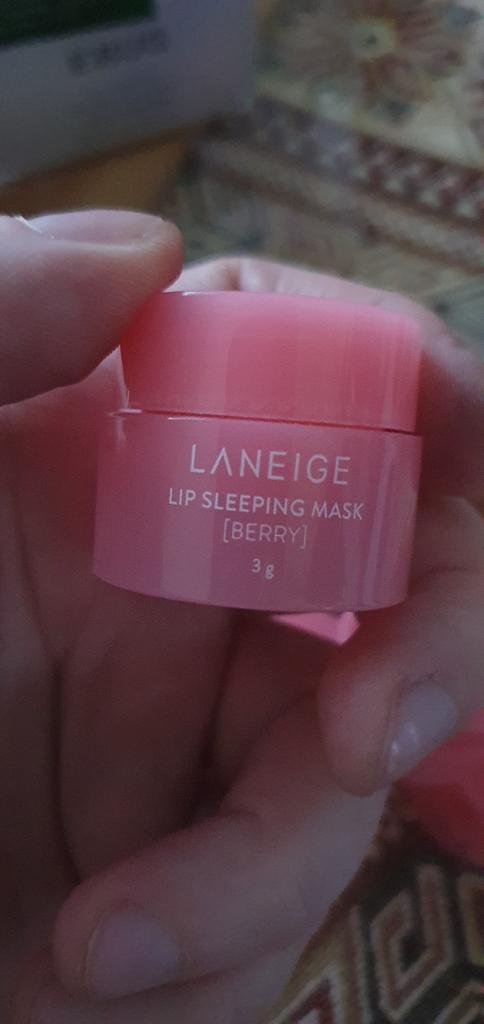 LANEIGE
LIP SLEEPING MASK
[BERRY]
3g